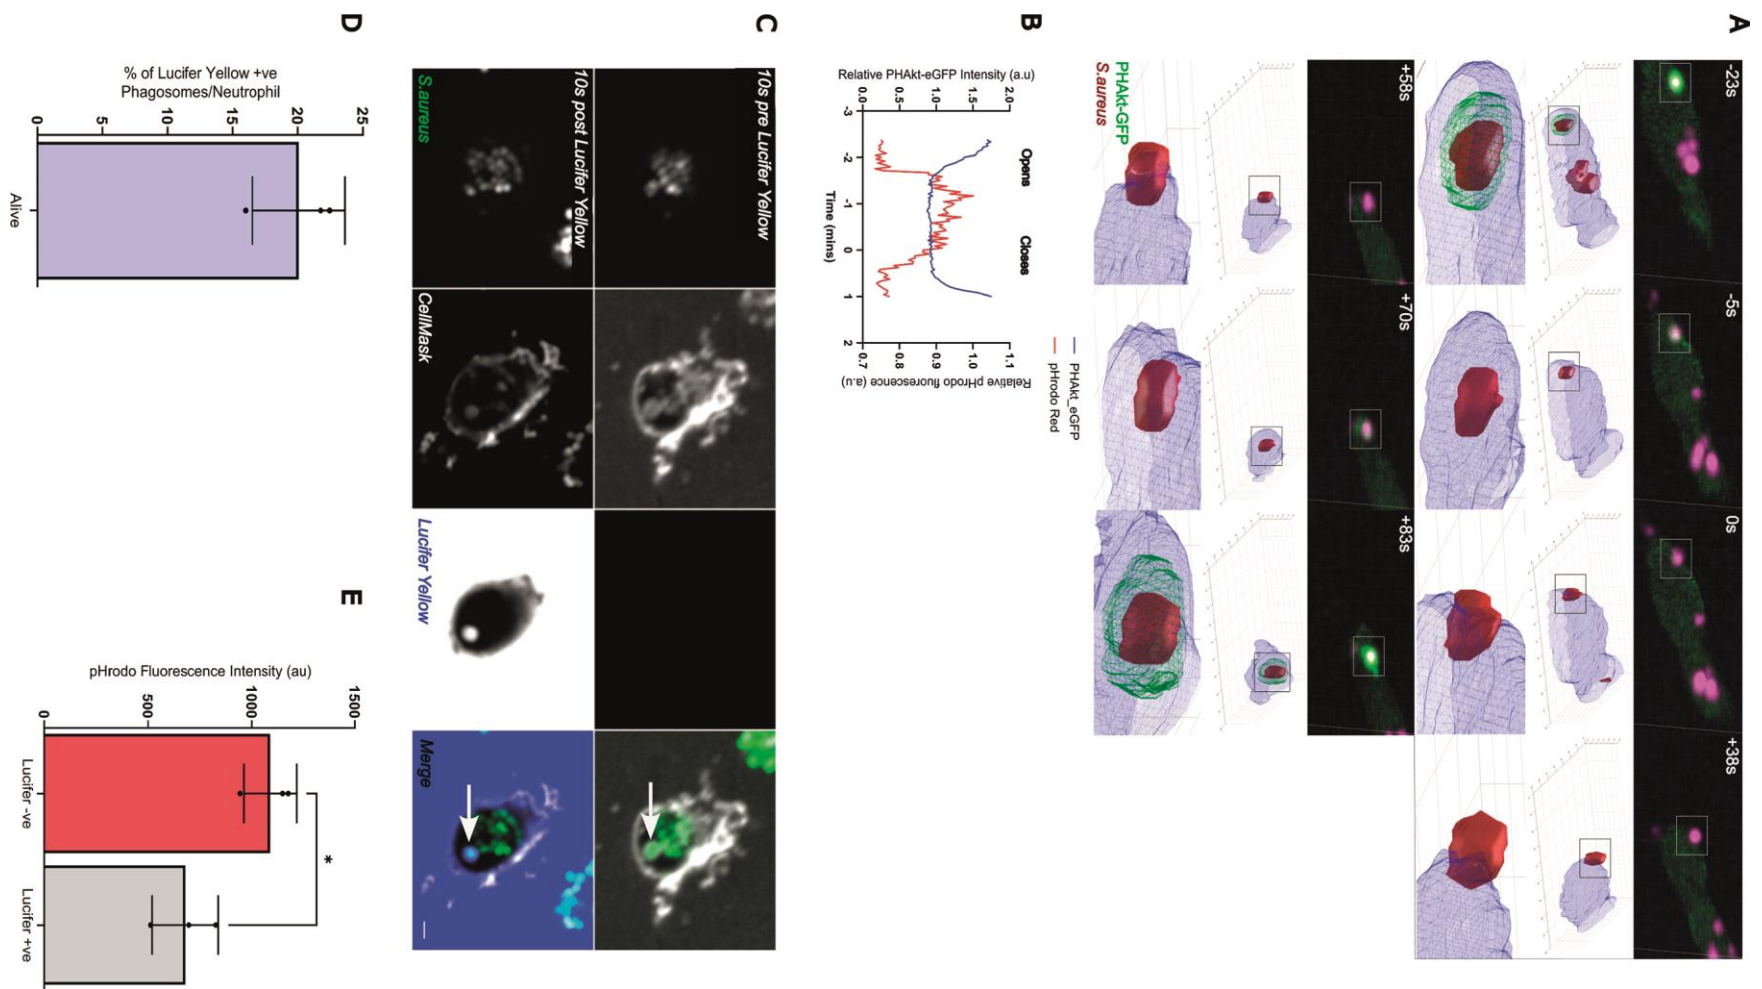 A
-23s
-5s
0s
+38s
PHAkt-GFP
S.aureus
+58s
+70s
+83s
B
Opens
Closes
Relative PHAkt-eGFP Intensity (a.u)
0.0
0.5
1.0
1.5
2.0
-3
-2
-1
0
1
2
Time (mins)
0.7
0.8
0.9
1.0
1.1
Relative pHrodo fluorescence (a.u)
PHAkt_eGFP
pHrodo Red
C
10s pre Lucifer Yellow
10s post Lucifer Yellow
S.aureus
CellMask
Lucifer Yellow
Merge
D
% of Lucifer Yellow +ve
Phagosomes/Neutrophil
0
5
10
15
20
25
Alive
E
pHrodo Fluorescence Intensity (au)
0
500
1000
1500
*
Lucifer -ve
Lucifer +ve